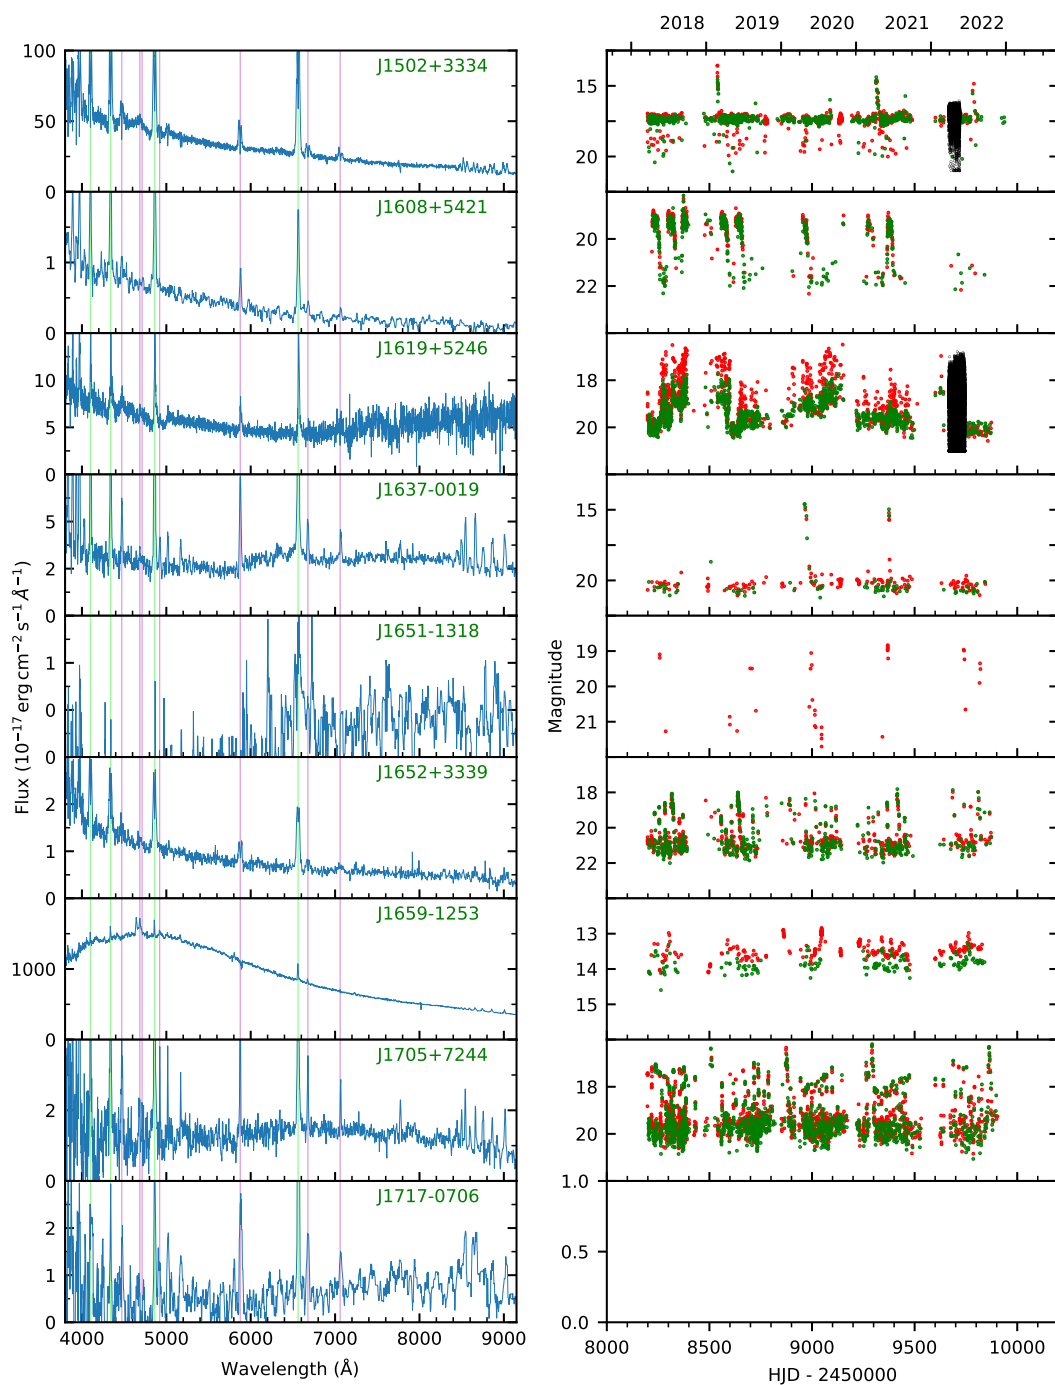 2018 2019 2020 2021 2022
100
50
0
J1502+3334
15
20
1
0
J1608+5421
20
22
10
5
0
J1619+5246
18
20
5
2
0
J1637-0019
15
20
1
0
J1651-1318
19
20
21
2
1
0
J1652+3339
18
20
22
1000
0
J1659-1253
13
14
15
2
0
J1705+7244
18
20
2
1
0
J1717-0706
1.0
0.5
0.0
Flux (10⁻¹⁷ erg cm⁻² s⁻¹ Å⁻¹)
Magnitude
4000 5000 6000 7000 8000 9000
Wavelength (Å)
8000 8500 9000 9500 10000
HJD - 2450000